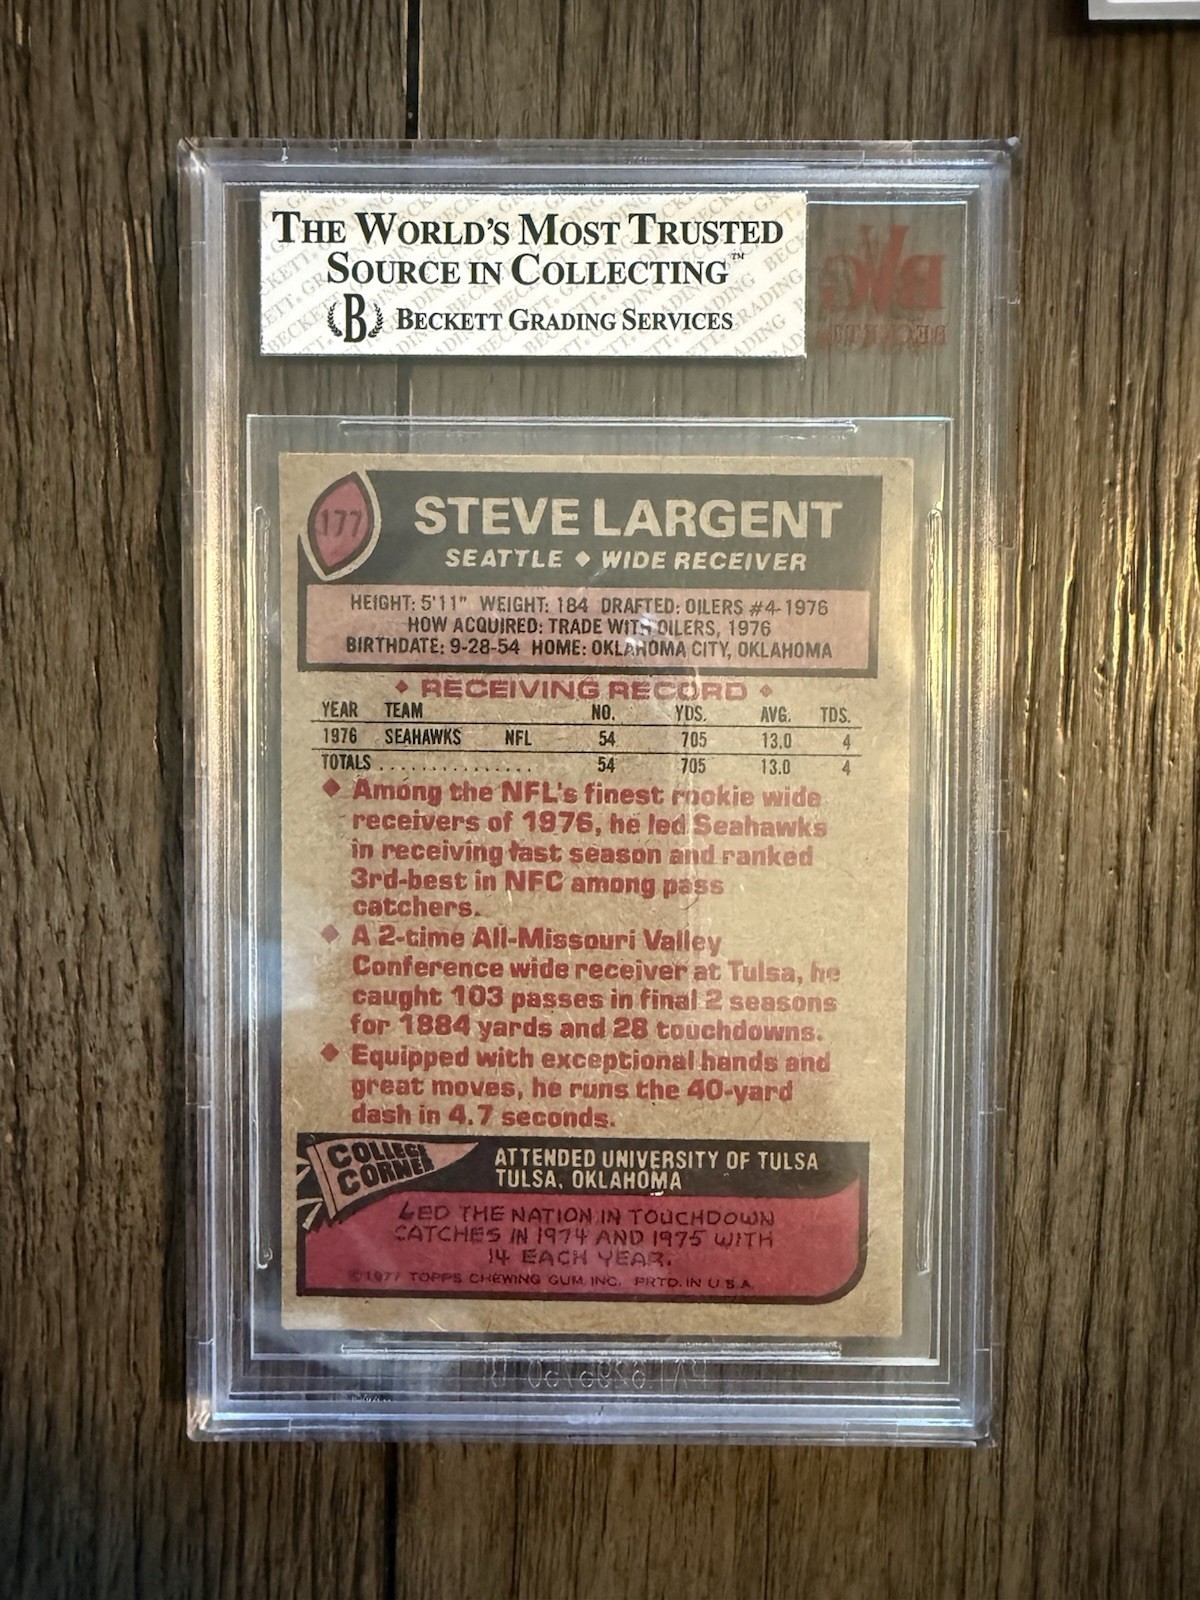 THE WORLD'S MOST TRUSTED
SOURCE IN COLLECTING™
B BECKETT GRADING SERVICES
177
STEVE LARGENT
SEATTLE ◆ WIDE RECEIVER
HEIGHT: 5'11" WEIGHT: 184 DRAFTED: OILERS #4-1976
HOW ACQUIRED: TRADE WITH OILERS, 1976
BIRTHDATE: 9-28-54 HOME: OKLAHOMA CITY, OKLAHOMA
◆ RECEIVING RECORD ◆
YEAR TEAM NO. YDS. AVG. TDS.
1976 SEAHAWKS NFL 54 705 13.0 4
TOTALS . . . . . . . . . . . . . . . 54 705 13.0 4
◆ Among the NFL's finest rookie wide
receivers of 1976, he led Seahawks
in receiving last season and ranked
3rd-best in NFC among pass
catchers.
◆ A 2-time All-Missouri Valley
Conference wide receiver at Tulsa, he
caught 103 passes in final 2 seasons
for 1884 yards and 28 touchdowns.
◆ Equipped with exceptional hands and
great moves, he runs the 40-yard
dash in 4.7 seconds.
COLLEGE
CORNER
ATTENDED UNIVERSITY OF TULSA
TULSA, OKLAHOMA
LED THE NATION IN TOUCHDOWN
CATCHES IN 1974 AND 1975 WITH
14 EACH YEAR.
© 1977 TOPPS CHEWING GUM, INC. PRTD. IN U.S.A.